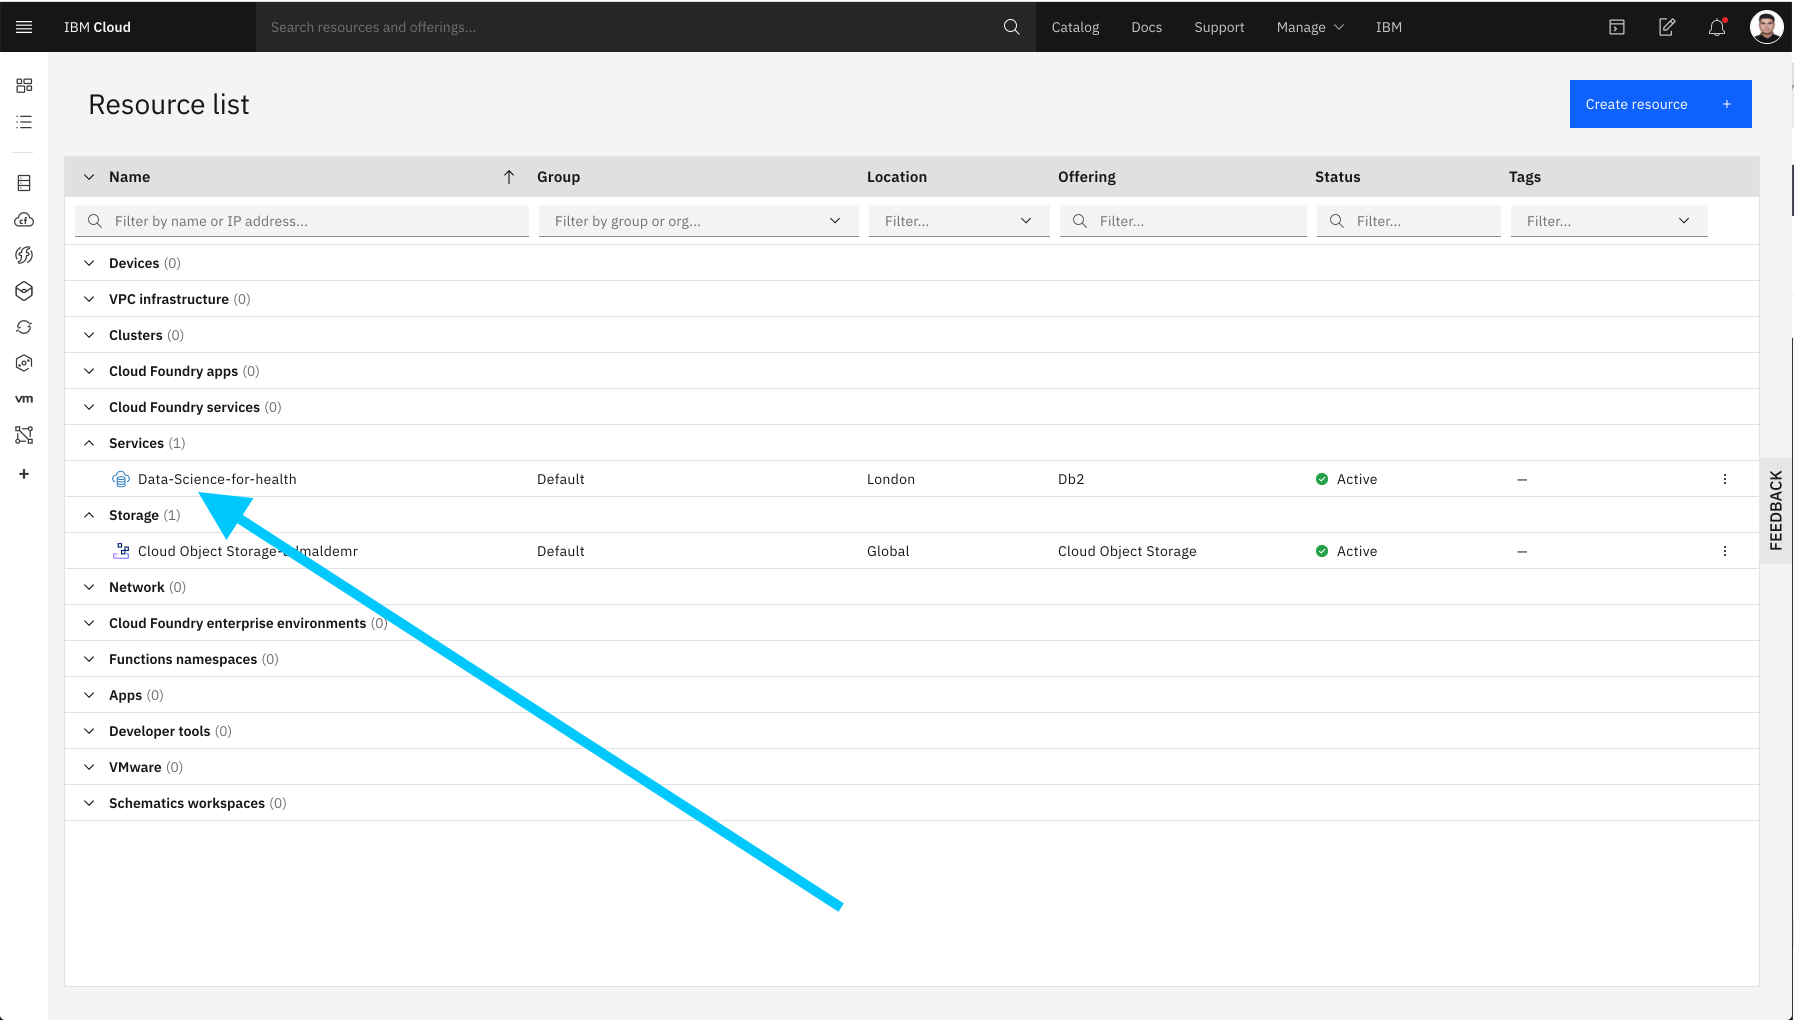 IBM Cloud
Search resources and offerings...
Catalog
Docs
Support
Manage
IBM
Resource list
Create resource +
Name
Group
Location
Offering
Status
Tags
Filter by name or IP address...
Filter by group or org...
Filter...
Filter...
Filter...
Filter...
Devices (0)
VPC infrastructure (0)
Clusters (0)
Cloud Foundry apps (0)
Cloud Foundry services (0)
Services (1)
Data-Science-for-health Default London Db2 Active —
Storage (1)
Cloud Object Default Global Cloud Object Storage Active —
Network (0)
Cloud Foundry enterprise environments (0)
Functions namespaces (0)
Apps (0)
Developer tools (0)
VMware (0)
Schematics workspaces (0)
cf
vm
+
FEEDBACK